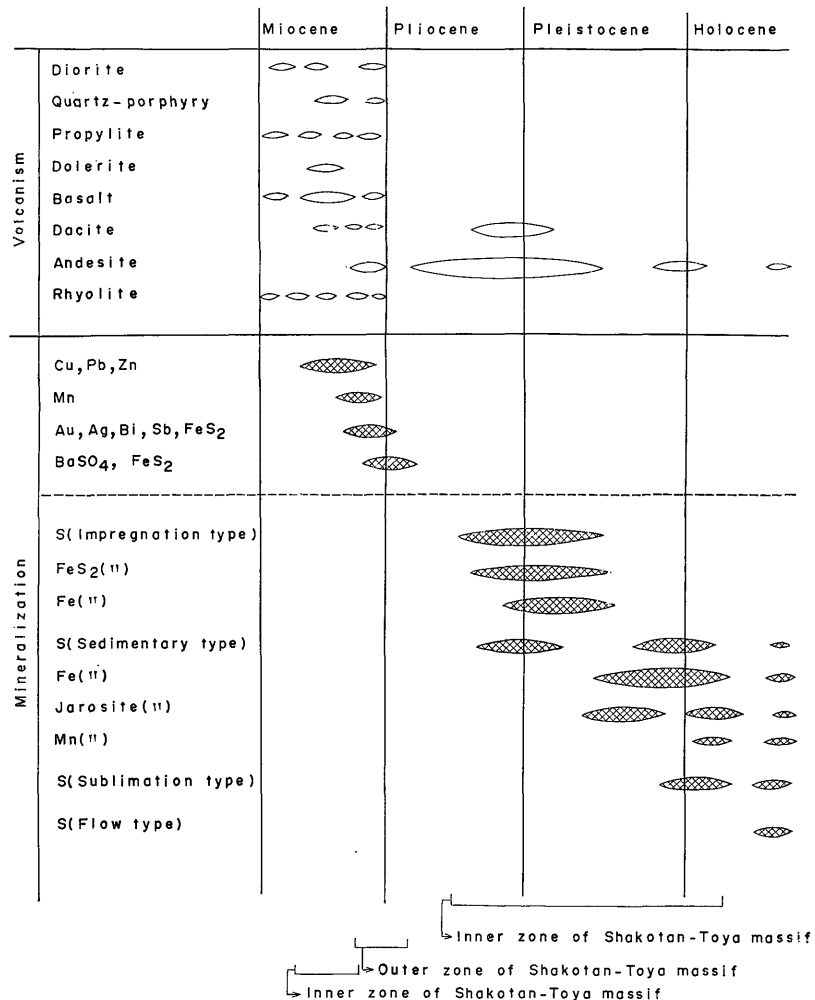 Miocene Pliocene Pleistocene Holocene
Volcanism
Diorite
Quartz-porphyry
Propylite
Dolerite
Basalt
Dacite
Andesite
Rhyolite
Mineralization
Cu, Pb, Zn
Mn
Au, Ag, Bi, Sb, FeS2
BaSO4, FeS2
S(Impregnation type)
FeS2(")
Fe(")
S(Sedimentary type)
Fe(")
Jarosite(")
Mn(")
S(Sublimation type)
S(Flow type)
Inner zone of Shakotan-Toya massif
Outer zone of Shakotan-Toya massif
Inner zone of Shakotan-Toya massif